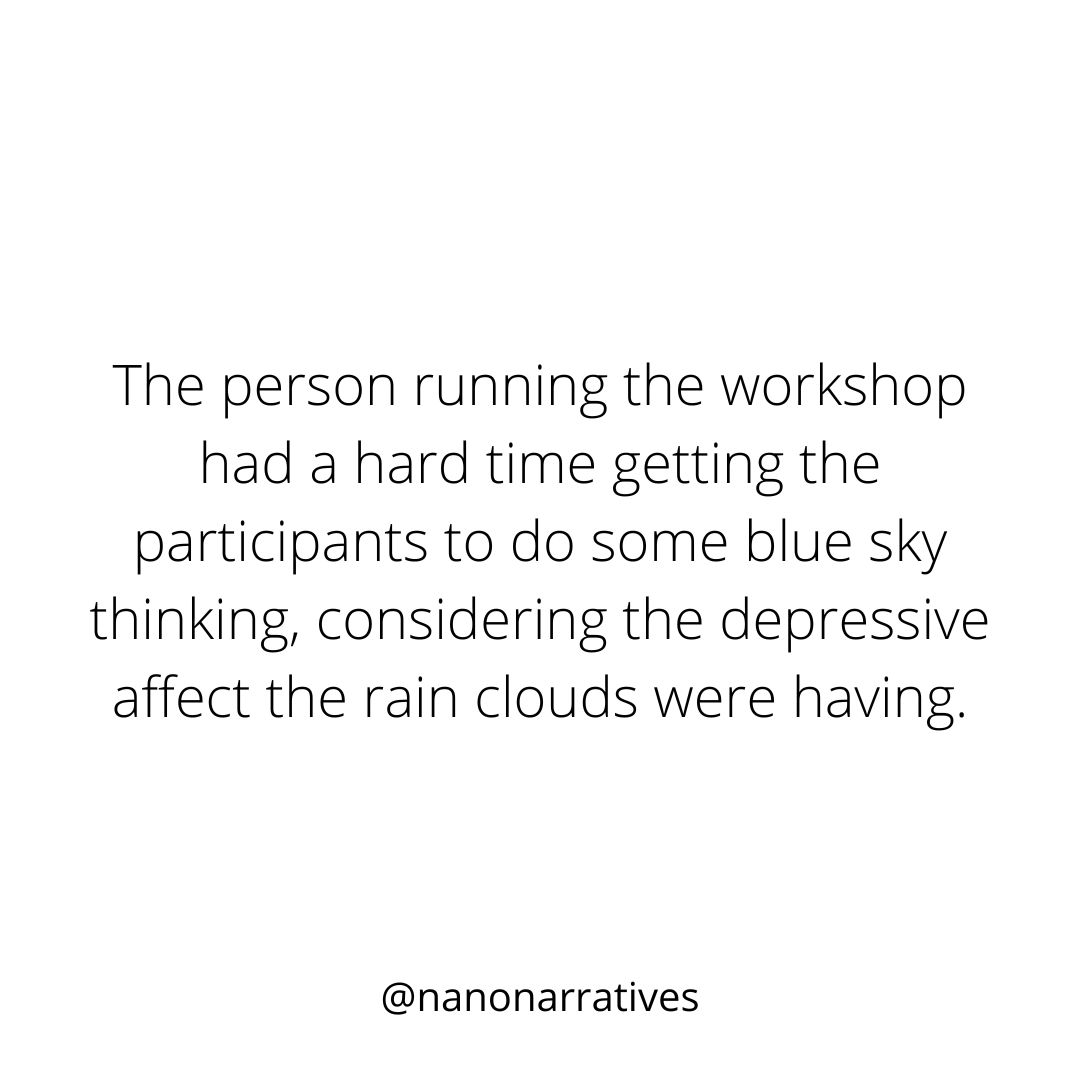 The person running the workshop
had a hard time getting the
participants to do some blue sky
thinking, considering the depressive
affect the rain clouds were having.
@nanonarratives